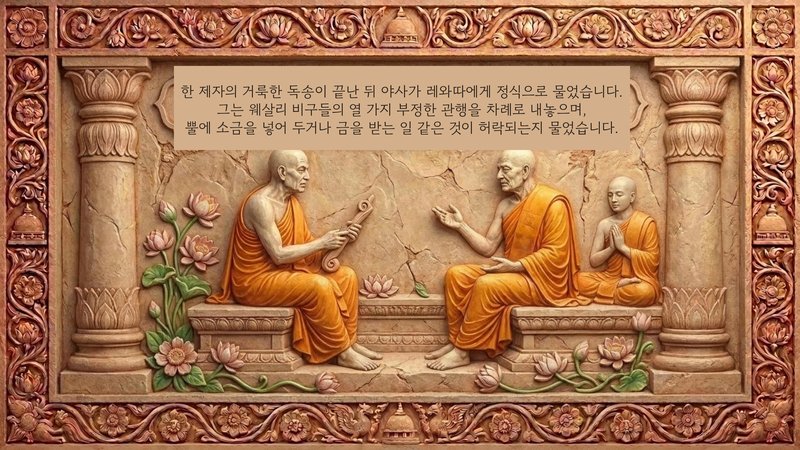 한 제자의 거룩한 독송이 끝난 뒤 야사가 레와따에게 정식으로 물었습니다.
그는 웨살리 비구들의 열 가지 부정한 관행을 차례로 내놓으며,
뿔에 소금을 넣어 두거나 금을 받는 일 같은 것이 허락되는지 물었습니다.